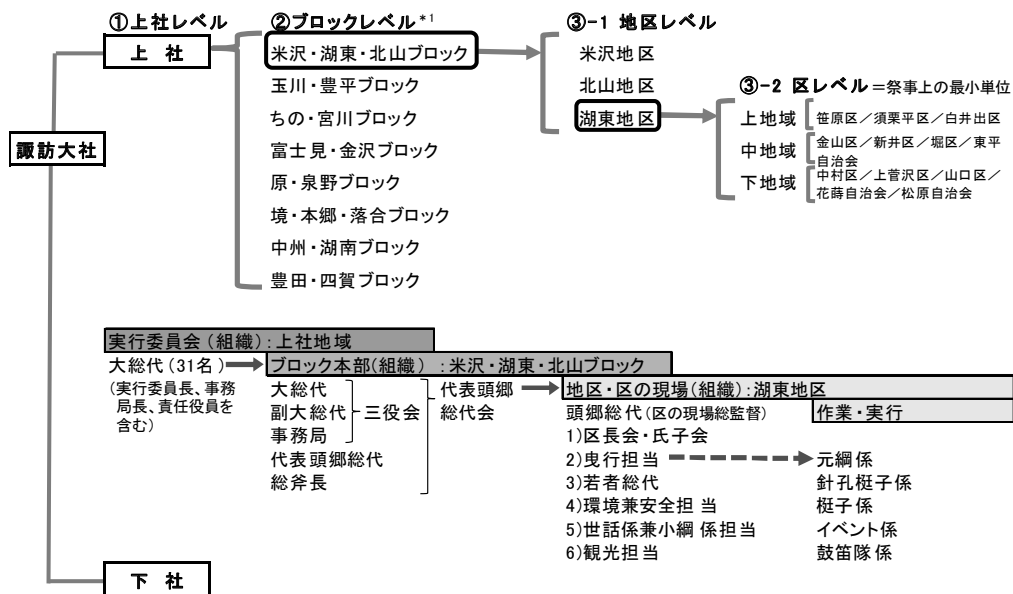 ①上社レベル
②ブロックレベル*1
③-1 地区レベル
上 社
米沢・湖東・北山ブロック
米沢地区
玉川・豊平ブロック
北山地区
③-2 区レベル＝祭事上の最小単位
ちの・宮川ブロック
湖東地区
上地域
笹原区／須栗平区／白井出区
諏訪大社
富士見・金沢ブロック
中地域
金山区／新井区／堀区／東平
自治会
原・泉野ブロック
下地域
中村区／上菅沢区／山口区／
花蒔自治会／松原自治会
境・本郷・落合ブロック
中州・湖南ブロック
豊田・四賀ブロック
実行委員会（組織）：上社地域
大総代（31名）
ブロック本部(組織) ：米沢・湖東・北山ブロック
(実行委員長、事務
局長、責任役員を
含む)
大総代
副大総代
事務局
三役会
代表頭郷総代
総斧長
代表頭郷
総代会
地区・区の現場(組織)：湖東地区
頭郷総代(区の現場総監督)
作業・実行
1)区長会・氏子会
2)曳行担当
元綱係
3)若者総代
針孔梃子係
4)環境兼安全担 当
梃子係
5)世話係兼小綱 係担当
イベント係
6)観光担当
鼓笛隊係
下 社